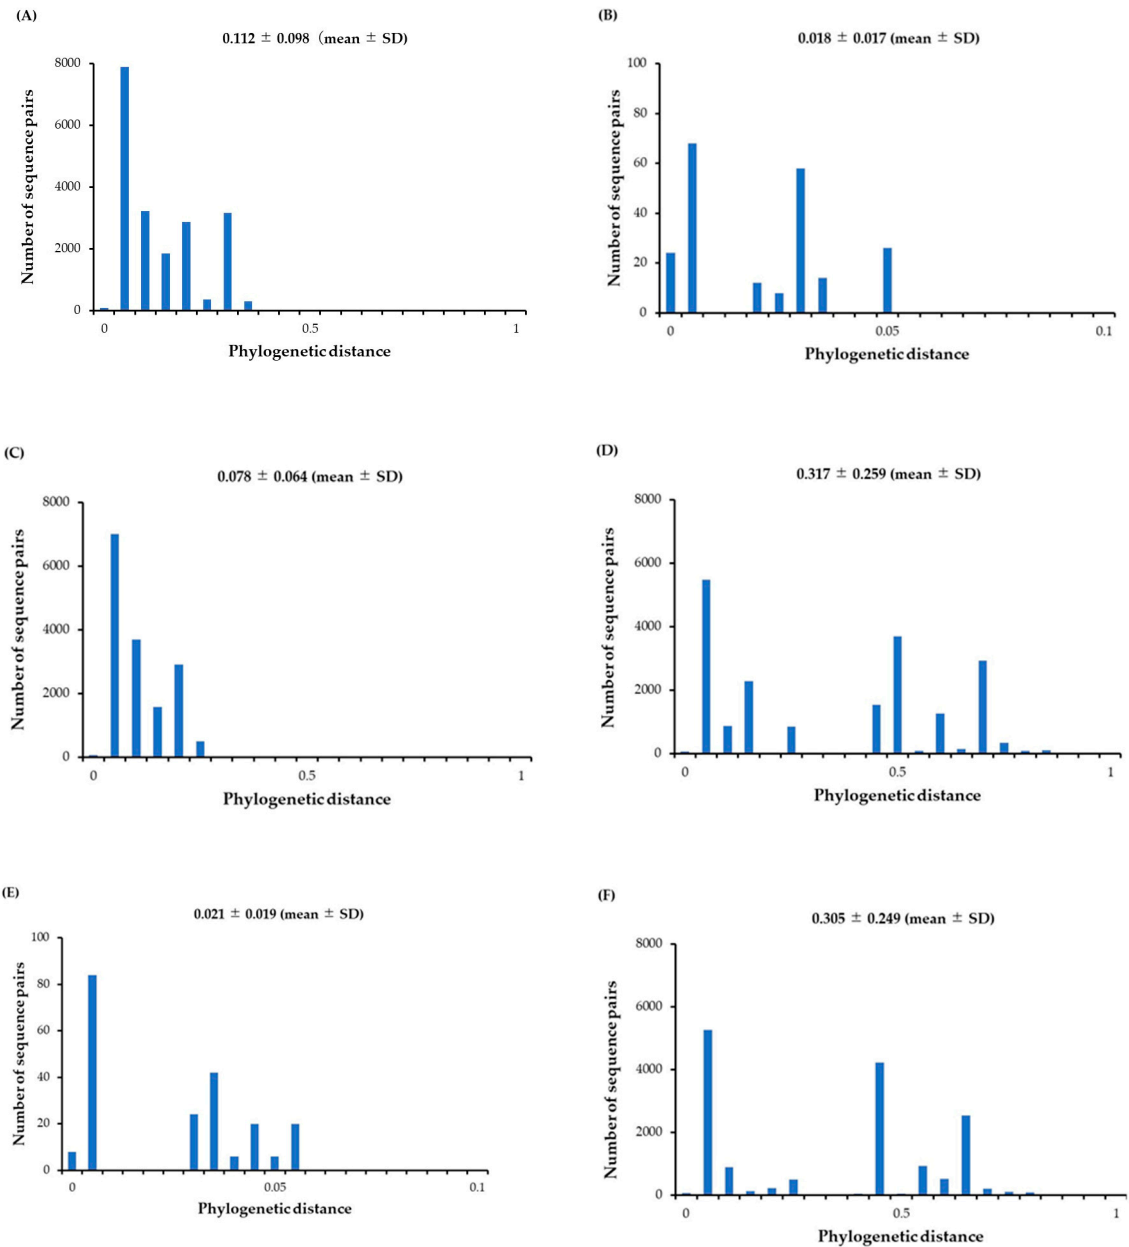 (A)
0.112 ± 0.098（mean ± SD)
Number of sequence pairs
8000
6000
4000
2000
0
0 0.5 1
Phylogenetic distance
(B)
0.018 ± 0.017 (mean ± SD)
Number of sequence pairs
100
80
60
40
20
0
0 0.05 0.1
Phylogenetic distance
(C)
0.078 ± 0.064 (mean ± SD)
Number of sequence pairs
8000
6000
4000
2000
0
0 0.5 1
Phylogenetic distance
(D)
0.317 ± 0.259 (mean ± SD)
Number of sequence pairs
8000
6000
4000
2000
0
0 0.5 1
Phylogenetic distance
(E)
0.021 ± 0.019 (mean ± SD)
Number of sequence pairs
100
80
60
40
20
0
0 0.05 0.1
Phylogenetic distance
(F)
0.305 ± 0.249 (mean ± SD)
Number of sequence pairs
8000
6000
4000
2000
0
0 0.5 1
Phylogenetic distance